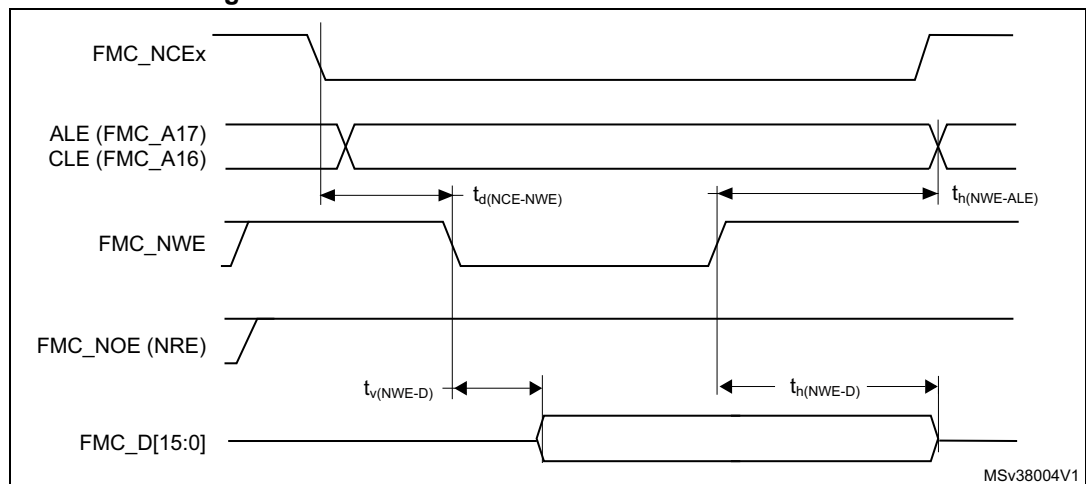 FMC_NCEx
ALE (FMC_A17)
CLE (FMC_A16)
td(NCE-NWE)
th(NWE-ALE)
FMC_NWE
FMC_NOE (NRE)
tv(NWE-D)
th(NWE-D)
FMC_D[15:0]
MSv38004V1